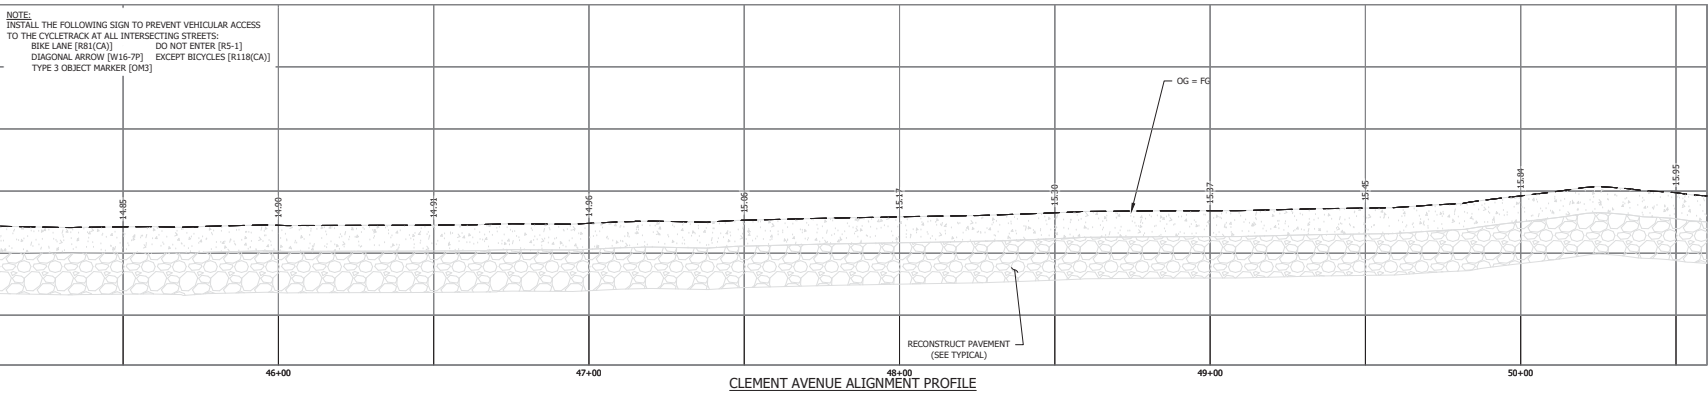 NOTE:
INSTALL THE FOLLOWING SIGN TO PREVENT VEHICULAR ACCESS
TO THE CYCLETRACK AT ALL INTERSECTING STREETS:
BIKE LANE [R81(CA)] DO NOT ENTER [R5-1]
DIAGONAL ARROW [W16-7P] EXCEPT BICYCLES [R118(CA)]
TYPE 3 OBJECT MARKER [OM3]
OG = FG
14.85
14.90
14.91
14.96
15.06
15.17
15.30
15.37
15.45
15.84
15.95
RECONSTRUCT PAVEMENT
(SEE TYPICAL)
46+00
47+00
48+00
49+00
50+00
CLEMENT AVENUE ALIGNMENT PROFILE